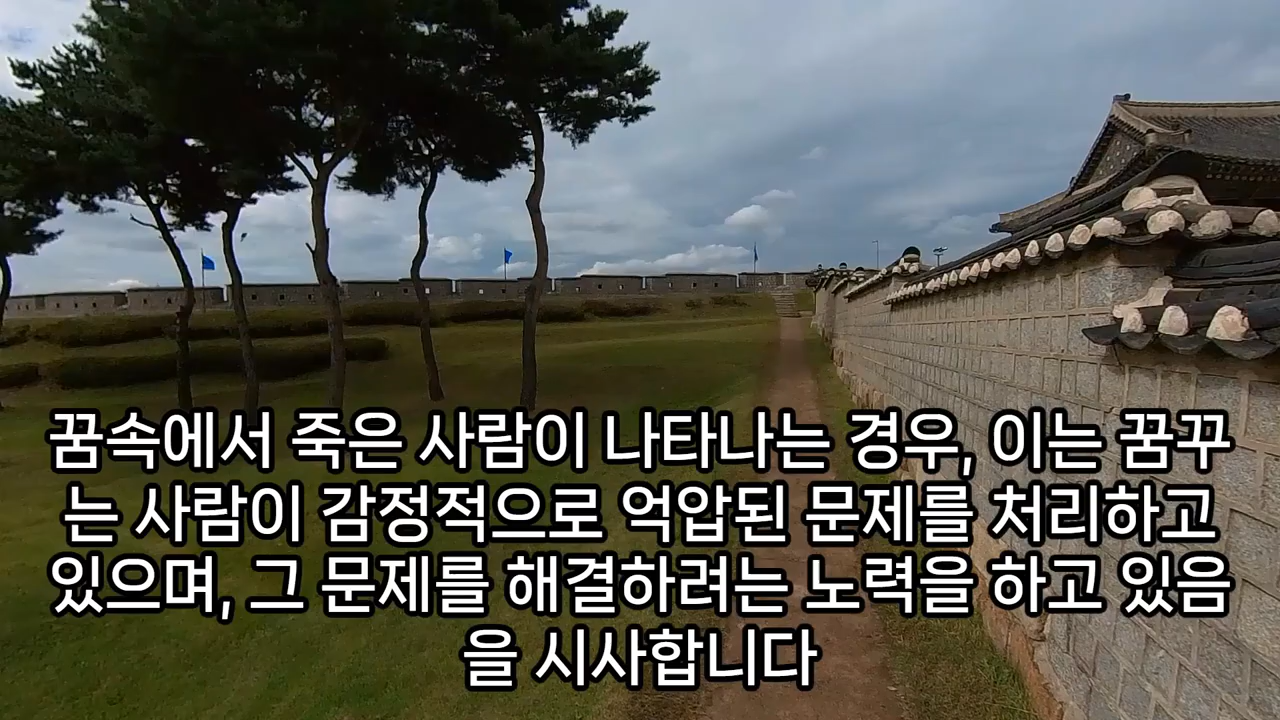 꿈속에서 죽은 사람이 나타나는 경우, 이는 꿈꾸
는 사람이 감정적으로 억압된 문제를 처리하고
있으며, 그 문제를 해결하려는 노력을 하고 있음
을 시사합니다